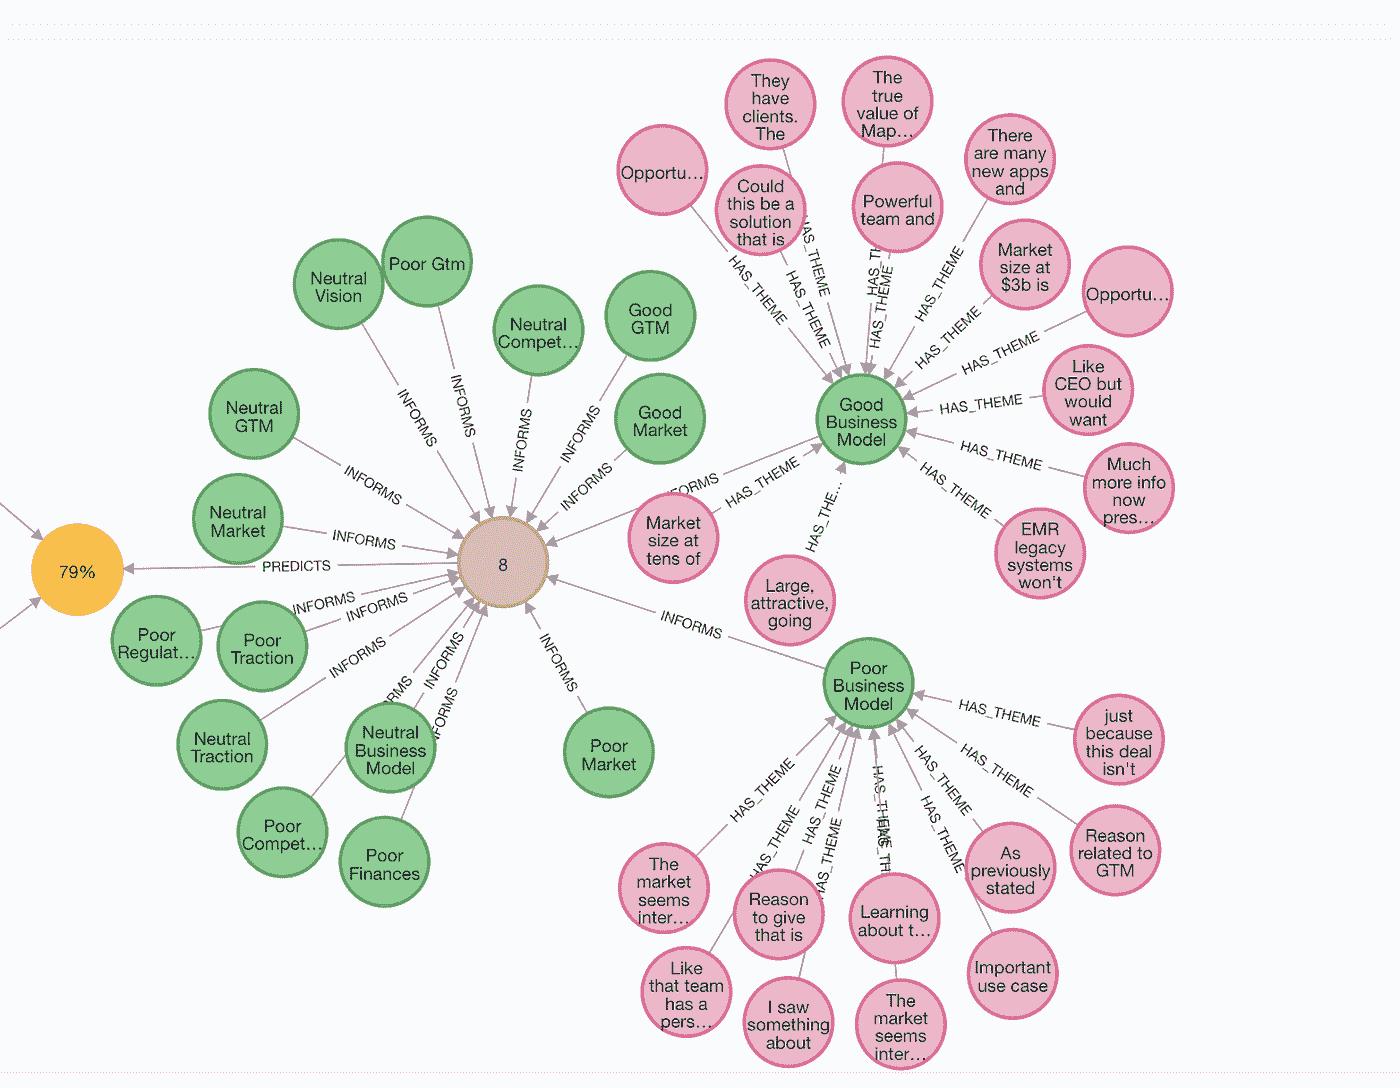 They
have
clients.
The
The
true
value of
Map...
There
are many
new apps
and
Opportu...
Could
this be a
solution
that is
Powerful
team and
Market
size at
$3b is
Opportu...
Like
CEO but
would
want
Much
more info
now
pres...
EMR
legacy
systems
won't
Large,
attractive,
going
Market
size at
tens of
Good
Business
Model
HAS_THEME
HAS_THEME
HAS_THEME
HAS_TH
HAS_THEME
HAS_THEME
HAS_THEME
HAS_THEME
HAS_THEME
HAS_THEME
HAS_THEME
HAS_THEME
HAS_THE...
Neutral
Vision
Poor Gtm
Neutral
Compet...
Good
GTM
Good
Market
Neutral
GTM
Neutral
Market
79%
PREDICTS
8
INFORMS
INFORMS
INFORMS
INFORMS
INFORMS
INFORMS
INFORMS
FORMS
INFORMS
INFORMS
INFORMS
INFORMS
RMS
INFORMS
NFORMS
INFORMS
Poor
Regulat...
Poor
Traction
Neutral
Traction
Neutral
Business
Model
Poor
Compet...
Poor
Finances
Poor
Market
Poor
Business
Model
HAS_THEME
HAS_THEME
HAS_THEME
HAS_THEME
HAS_THEME
HAS_THEME
HAS_THEME
HAS_THEME
HAS_THEME
HAS_TH
just
because
this deal
isn't
Reason
related to
GTM
As
previously
stated
Important
use case
Learning
about t...
The
market
seems
inter...
Reason
to give
that is
I saw
something
about
Like
that team
has a
pers...
The
market
seems
inter...